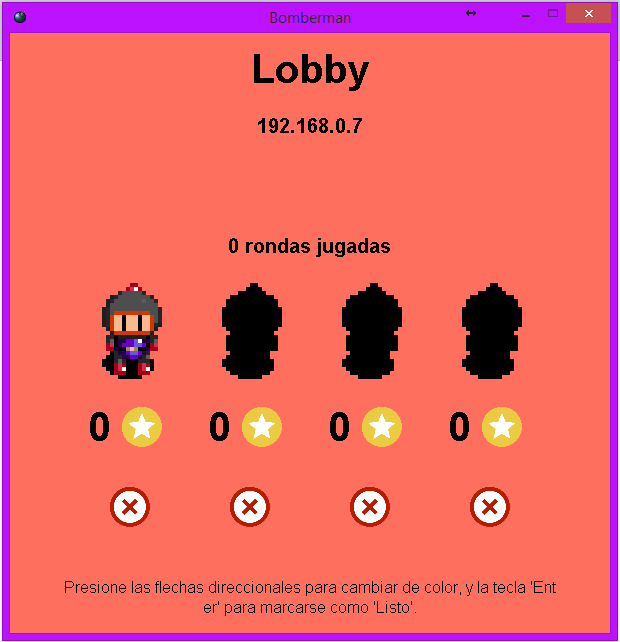 Bomberman
Lobby
192.168.0.7
0 rondas jugadas
0 0 0 0
Presione las flechas direccionales para cambiar de color, y la tecla 'Ent
er' para marcarse como 'Listo'.